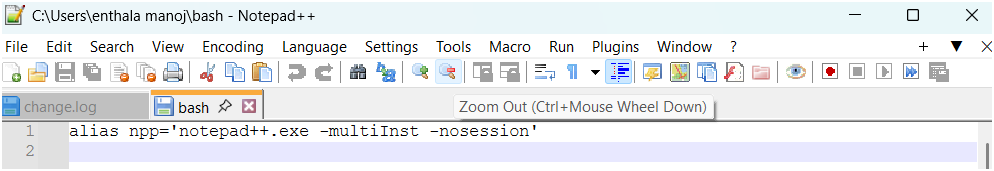 C:\Users\enthala manoj\bash - Notepad++
File Edit Search View Encoding Language Settings Tools Macro Run Plugins Window ? + ▼ X
change.log bash
Zoom Out (Ctrl+Mouse Wheel Down)
1 alias npp='notepad++.exe -multiInst -nosession'
2